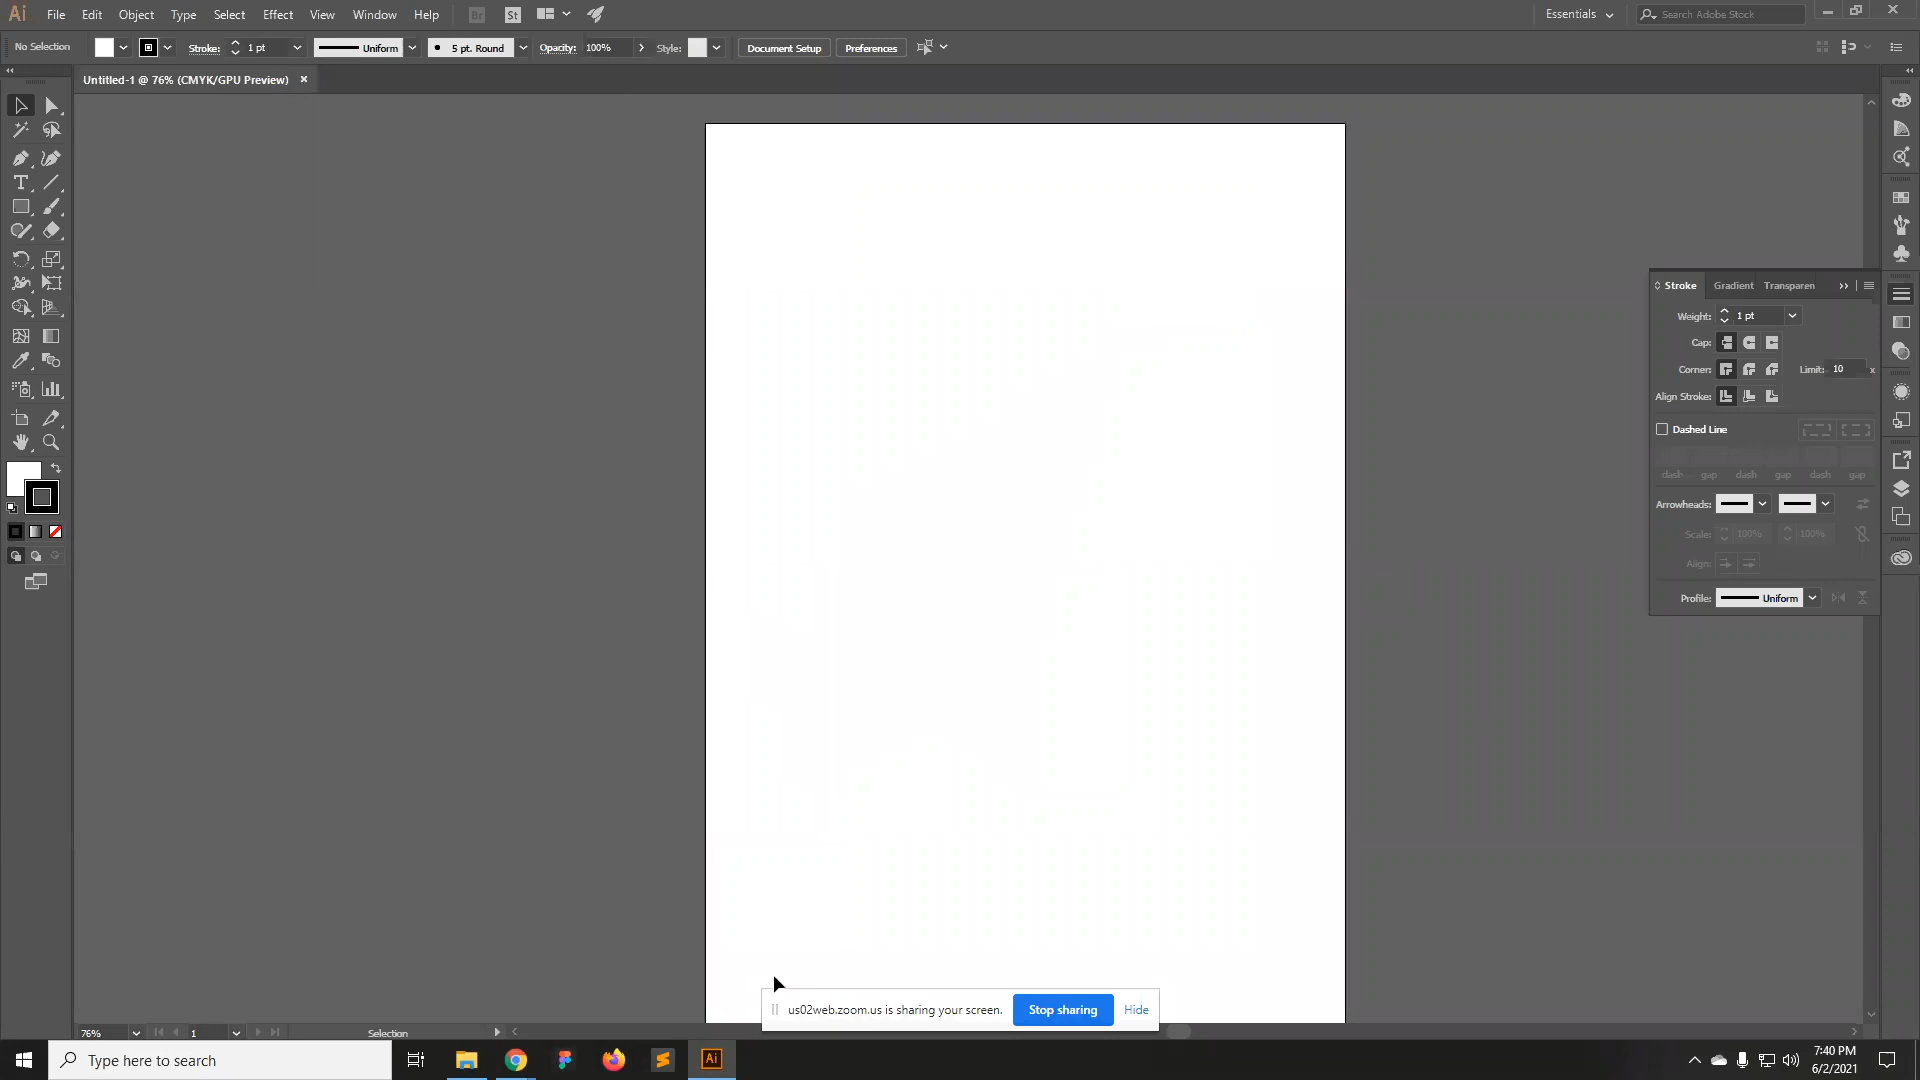 Ai File Edit Object Type Select Effect View Window Help Br St Essentials Search Adobe Stock
No Selection Stroke: 1 pt Uniform 5 pt. Round Opacity: 100% Style: Document Setup Preferences
Untitled-1 @ 76% (CMYK/GPU Preview) ×
Stroke Gradient Transparen
Weight: 1 pt
Cap:
Corner: Limit: 10 x
Align Stroke:
Dashed Line
dash gap dash gap dash gap
Arrowheads:
Scale: 100% 100%
Align:
Profile: Uniform
us02web.zoom.us is sharing your screen. Stop sharing Hide
76% 1 Selection
Type here to search Ai 7:40 PM
6/2/2021